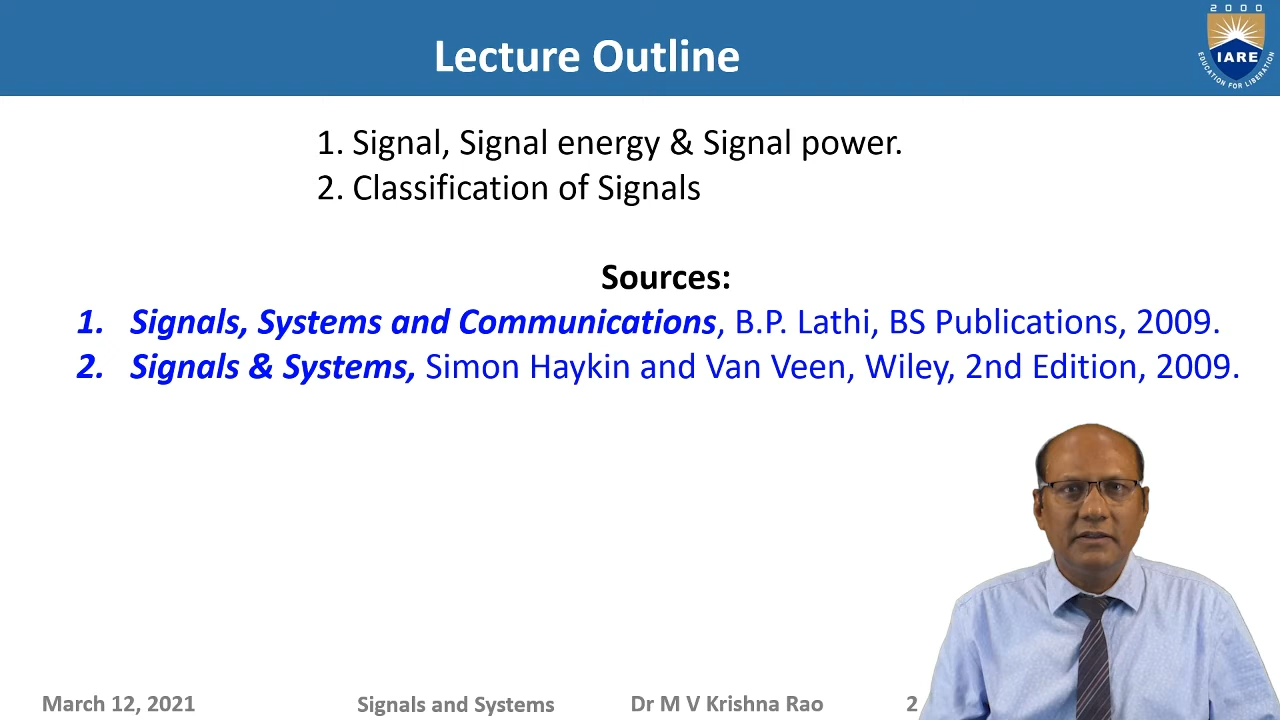 Lecture Outline
2000
IARE
EDUCATION FOR LIBERATION
1. Signal, Signal energy & Signal power.
2. Classification of Signals
Sources:
1. Signals, Systems and Communications, B.P. Lathi, BS Publications, 2009.
2. Signals & Systems, Simon Haykin and Van Veen, Wiley, 2nd Edition, 2009.
March 12, 2021 Signals and Systems Dr M V Krishna Rao 2